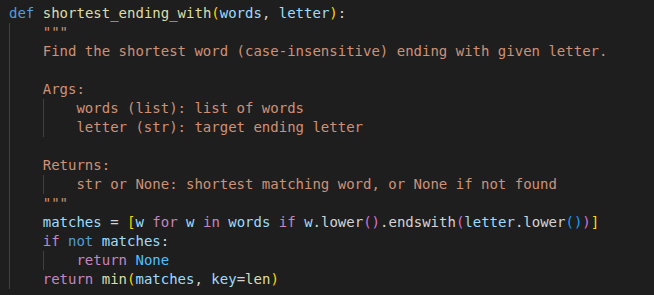 def shortest_ending_with(words, letter):
    """
    Find the shortest word (case-insensitive) ending with given letter.

    Args:
        words (list): list of words
        letter (str): target ending letter

    Returns:
        str or None: shortest matching word, or None if not found
    """
    matches = [w for w in words if w.lower().endswith(letter.lower())]
    if not matches:
        return None
    return min(matches, key=len)